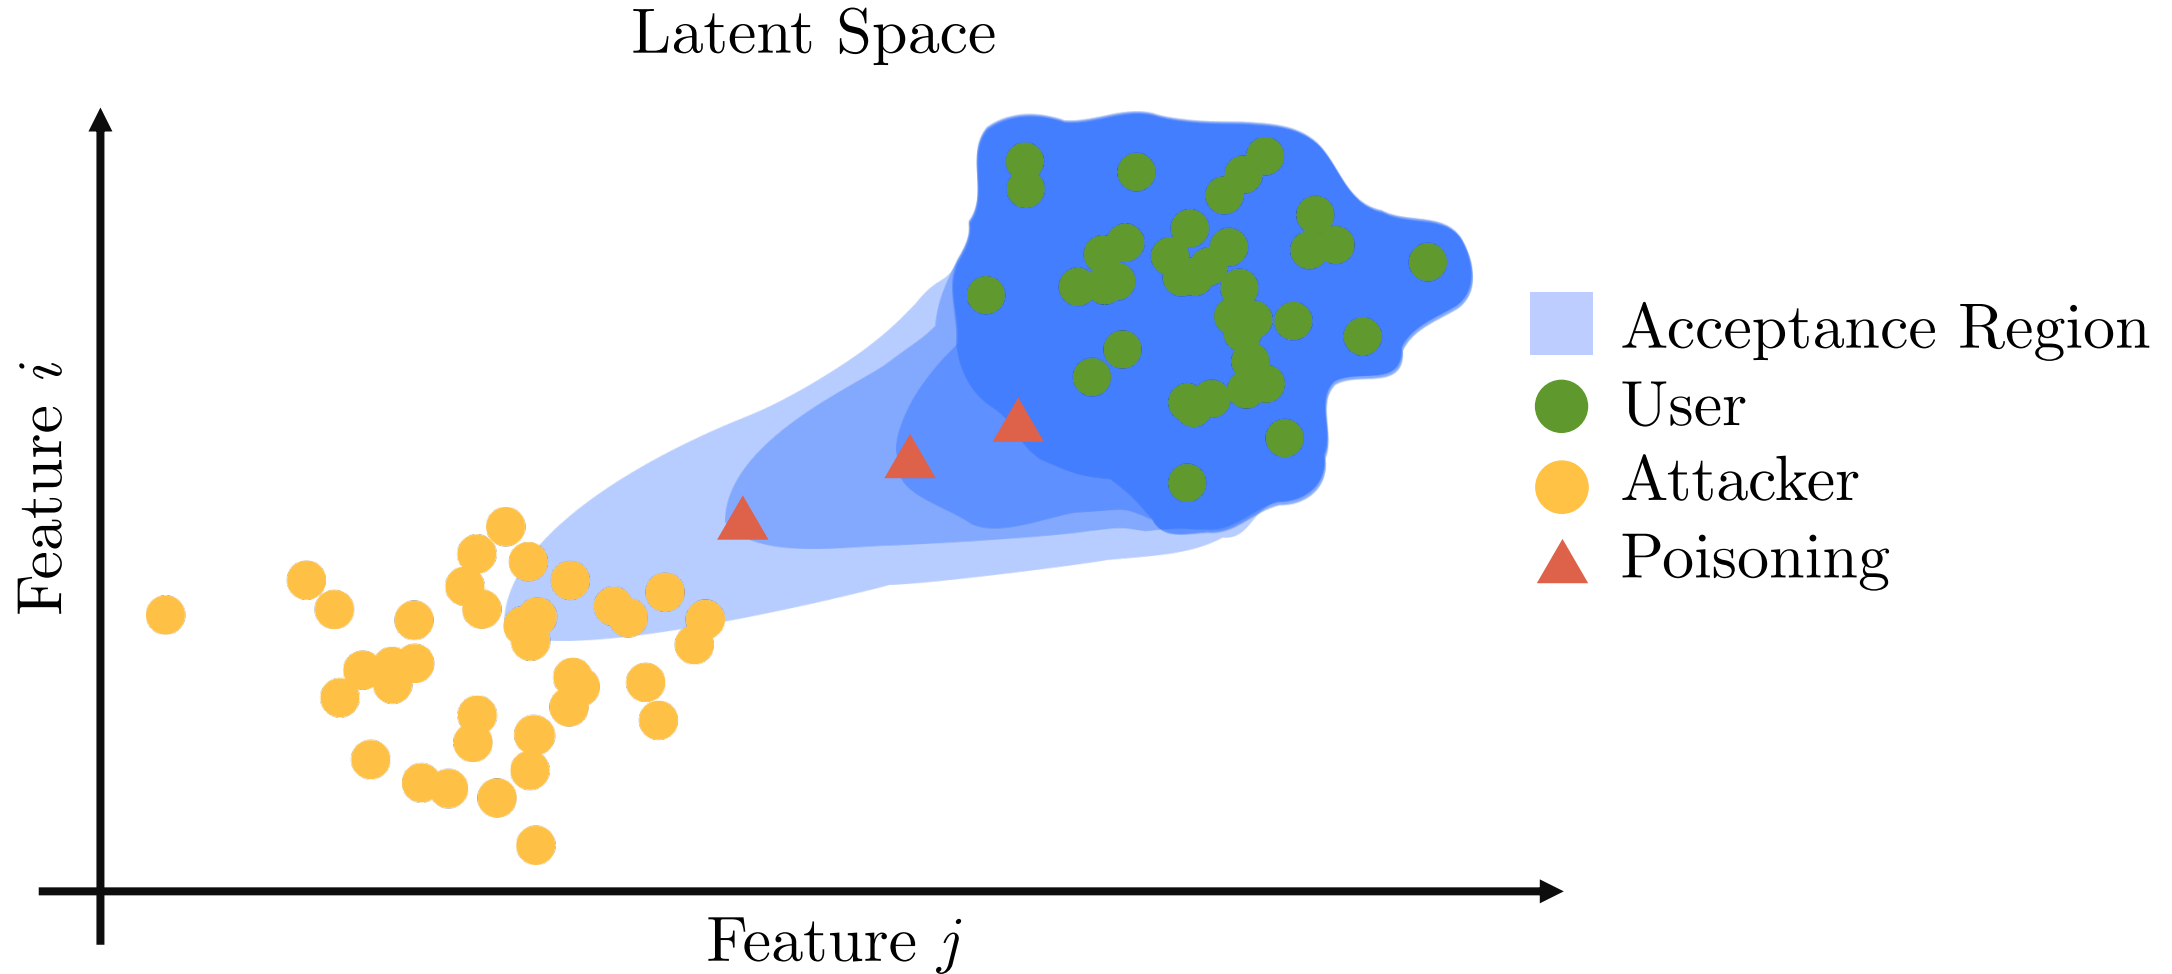 Latent Space
Feature i
Feature j
Acceptance Region
User
Attacker
Poisoning